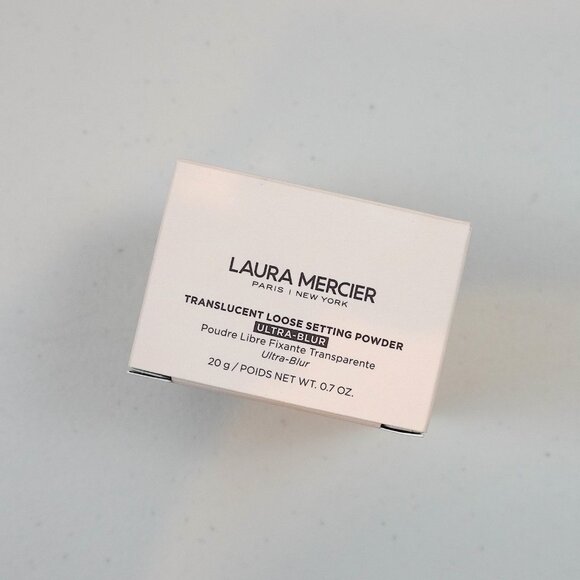 LAURA MERCIER
PARIS | NEW YORK
TRANSLUCENT LOOSE SETTING POWDER
ULTRA-BLUR
Poudre Libre Fixante Transparente
Ultra-Blur
20 g / POIDS NET WT. 0.7 OZ.